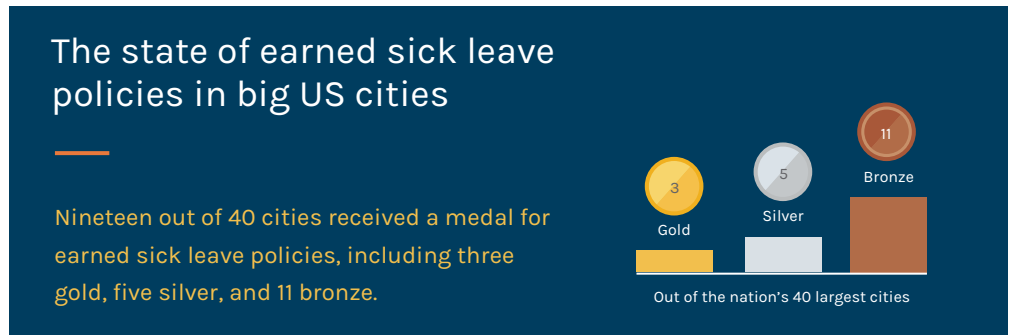 The state of earned sick leave
policies in big US cities
Nineteen out of 40 cities received a medal for
earned sick leave policies, including three
gold, five silver, and 11 bronze.
3
Gold
5
Silver
11
Bronze
Out of the nation's 40 largest cities